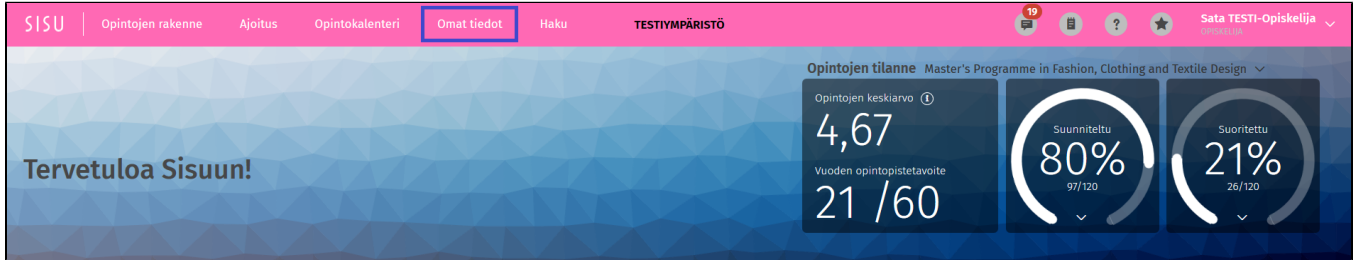 SISU Opintojen rakenne Ajoitus Opintokalenteri Omat tiedot Haku TESTIYMPÄRISTÖ 19 ? Sata TESTI-Opiskelija
OPISKELIJA
Opintojen tilanne Master's Programme in Fashion, Clothing and Textile Design
Tervetuloa Sisuun!
Opintojen keskiarvo i
4,67
Vuoden opintopistetavoite
21 /60
Suunniteltu
80%
97/120
Suoritettu
21%
26/120